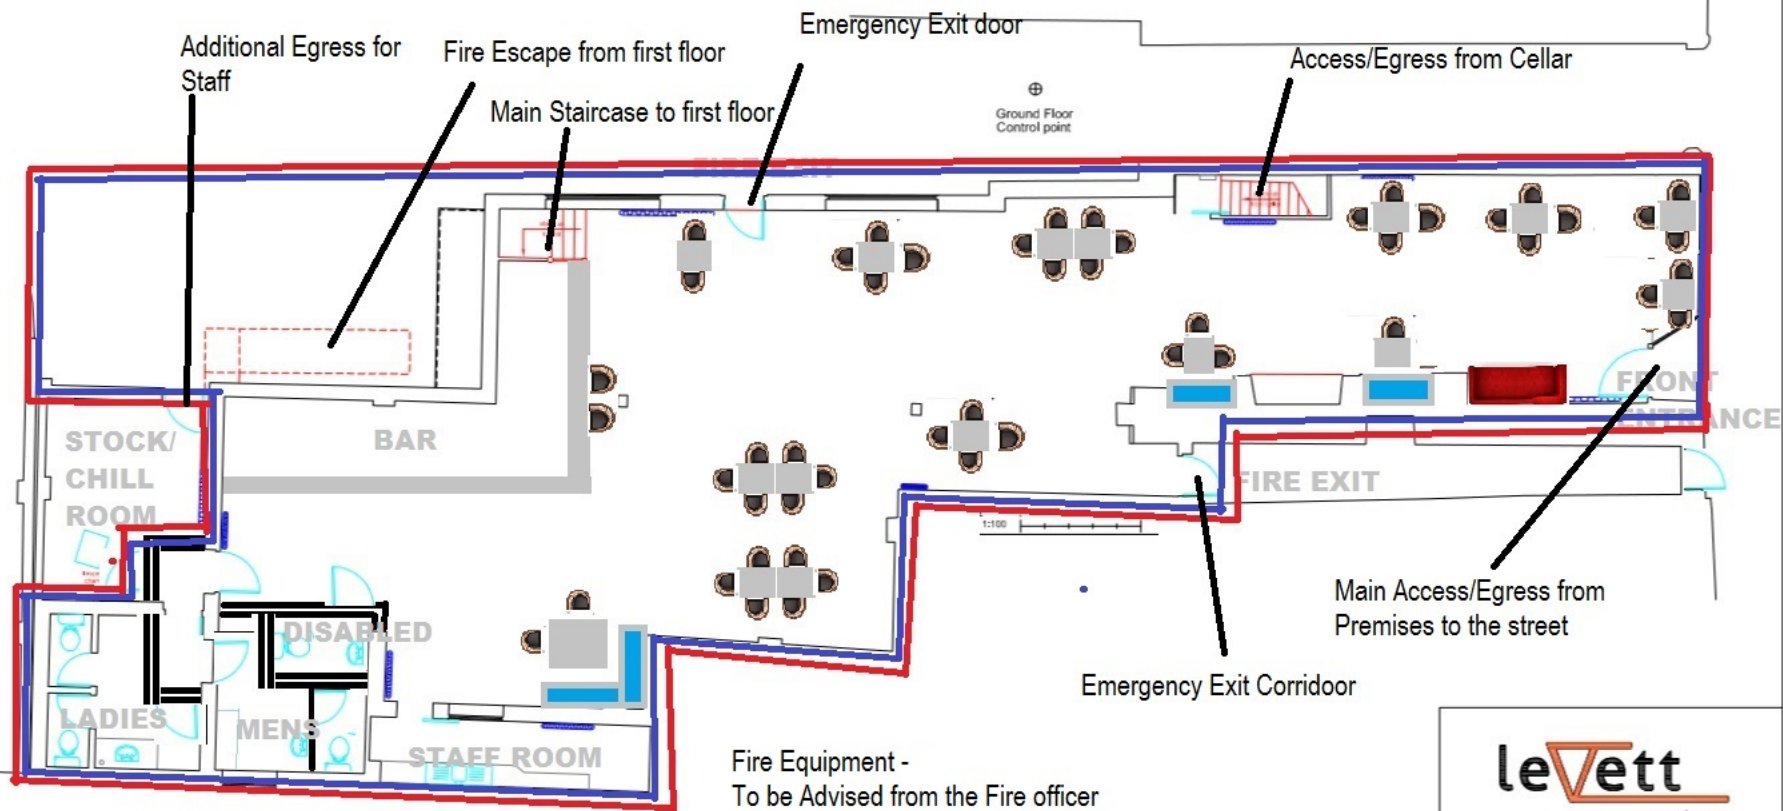 Emergency Exit door
Additional Egress for
Staff
Fire Escape from first floor
Access/Egress from Cellar
Main Staircase to first floor
Ground Floor
Control point
FIRE EXIT
FRONT
ENTRANCE
STOCK/
CHILL
ROOM
BAR
FIRE EXIT
1:100
Main Access/Egress from
Premises to the street
DISABLED
Emergency Exit Corridoor
LADIES
MENS
STAFF ROOM
Fire Equipment -
To be Advised from the Fire officer
levett